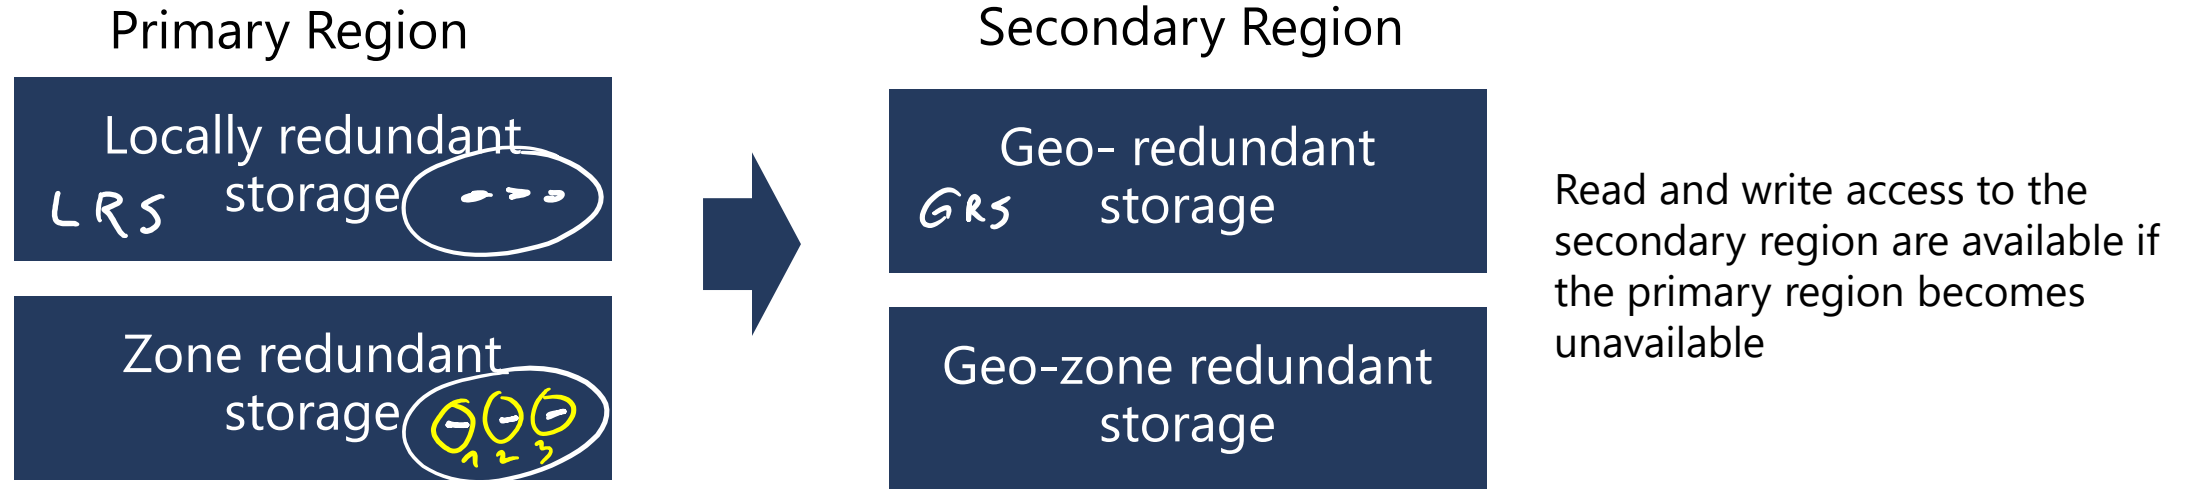 Primary Region
Locally redundant
storage
LRS
Zone redundant
storage
1 2 3
Secondary Region
Geo- redundant
storage
GRS
Geo-zone redundant
storage
Read and write access to the
secondary region are available if
the primary region becomes
unavailable